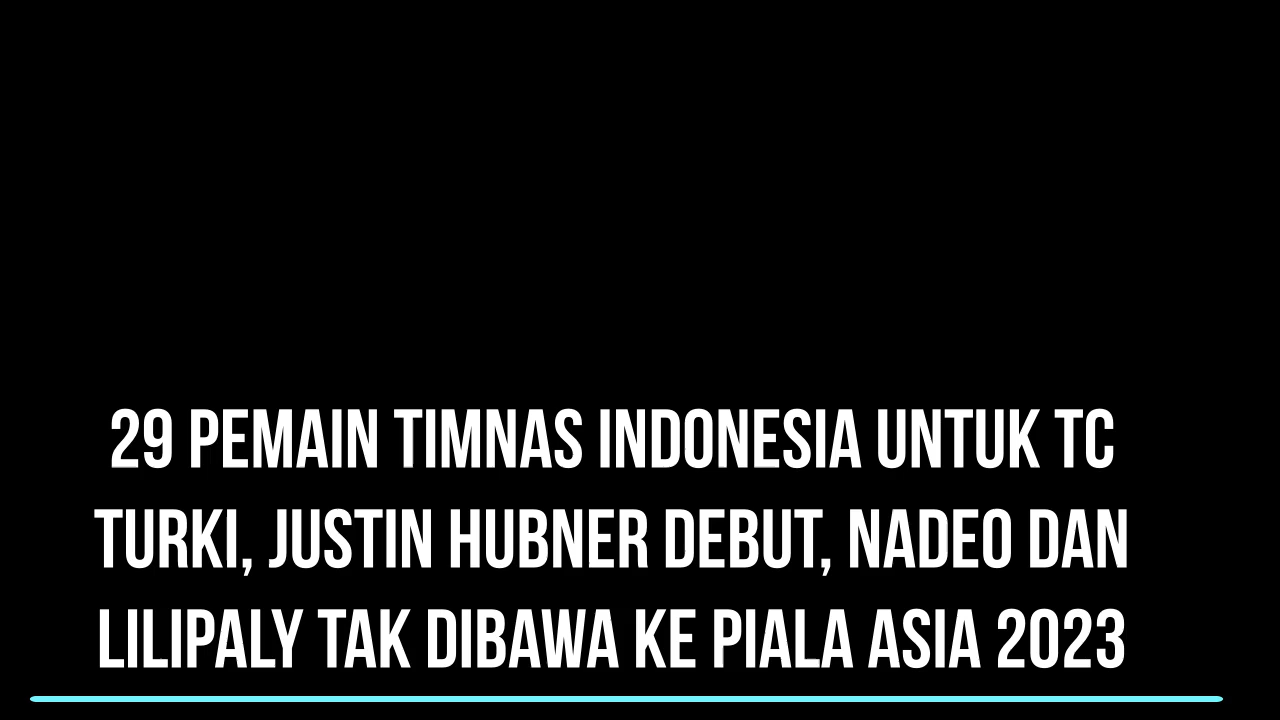 29 PEMAIN TIMNAS INDONESIA UNTUK TC
TURKI, JUSTIN HUBNER DEBUT, NADEO DAN
LILIPALY TAK DIBAWA KE PIALA ASIA 2023